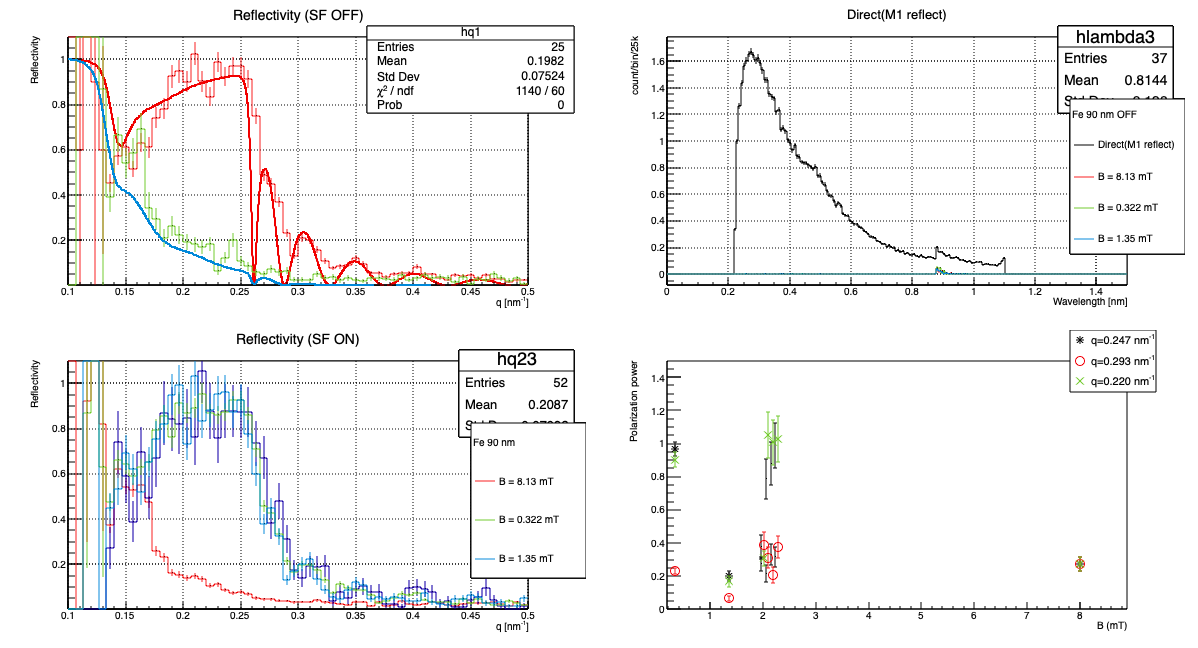 Reflectivity (SF OFF)
Reflectivity
hq1
Entries 25
Mean 0.1982
Std Dev 0.07524
χ² / ndf 1140 / 60
Prob 0
1
0.8
0.6
0.4
0.2
0.1 0.15 0.2 0.25 0.3 0.35 0.4 0.45 0.5
q [nm⁻¹]
Direct(M1 reflect)
count/bin/25k
hlambda3
Entries 37
Mean 0.8144
Fe 90 nm OFF
Direct(M1 reflect)
B = 8.13 mT
B = 0.322 mT
B = 1.35 mT
1.6
1.4
1.2
1
0.8
0.6
0.4
0.2
0
0 0.2 0.4 0.6 0.8 1 1.2 1.4
Wavelength [nm]
Reflectivity (SF ON)
Reflectivity
hq23
Entries 52
Mean 0.2087
Fe 90 nm
B = 8.13 mT
B = 0.322 mT
B = 1.35 mT
1
0.8
0.6
0.4
0.2
0.1 0.15 0.2 0.25 0.3 0.35 0.4 0.45 0.5
q [nm⁻¹]
q=0.247 nm⁻¹
q=0.293 nm⁻¹
q=0.220 nm⁻¹
Polarization power
1.4
1.2
1
0.8
0.6
0.4
0.2
0
1 2 3 4 5 6 7 8
B (mT)